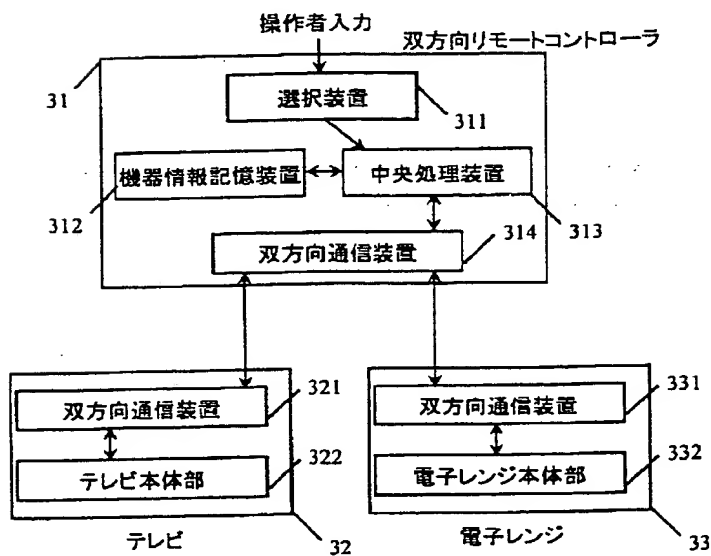 操作者入力
双方向リモートコントローラ
31
選択装置
311
機器情報記憶装置
中央処理装置
312
313
314
双方向通信装置
321
双方向通信装置
322
テレビ本体部
テレビ
32
331
双方向通信装置
332
電子レンジ本体部
電子レンジ
33